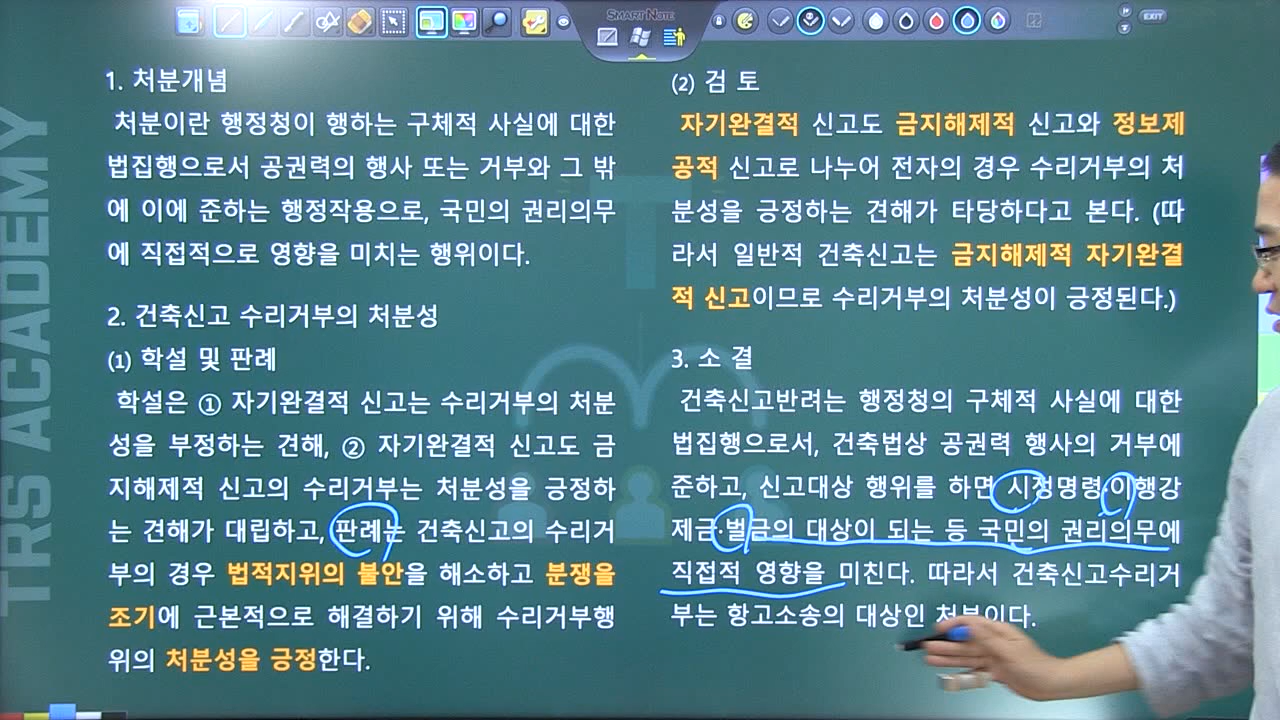 SMARTNOTE
EXIT
TRS ACADEMY
1. 처분개념
처분이란 행정청이 행하는 구체적 사실에 대한
법집행으로서 공권력의 행사 또는 거부와 그 밖
에 이에 준하는 행정작용으로, 국민의 권리의무
에 직접적으로 영향을 미치는 행위이다.
2. 건축신고 수리거부의 처분성
(1) 학설 및 판례
학설은 ① 자기완결적 신고는 수리거부의 처분
성을 부정하는 견해, ② 자기완결적 신고도 금
지해제적 신고의 수리거부는 처분성을 긍정하
는 견해가 대립하고, 판례는 건축신고의 수리거
부의 경우 법적지위의 불안을 해소하고 분쟁을
조기에 근본적으로 해결하기 위해 수리거부행
위의 처분성을 긍정한다.
(2) 검 토
자기완결적 신고도 금지해제적 신고와 정보제
공적 신고로 나누어 전자의 경우 수리거부의 처
분성을 긍정하는 견해가 타당하다고 본다. (따
라서 일반적 건축신고는 금지해제적 자기완결
적 신고이므로 수리거부의 처분성이 긍정된다.)
3. 소 결
건축신고반려는 행정청의 구체적 사실에 대한
법집행으로서, 건축법상 공권력 행사의 거부에
준하고, 신고대상 행위를 하면 시정명령·이행강
제금·벌금의 대상이 되는 등 국민의 권리의무에
직접적 영향을 미친다. 따라서 건축신고수리거
부는 항고소송의 대상인 처분이다.